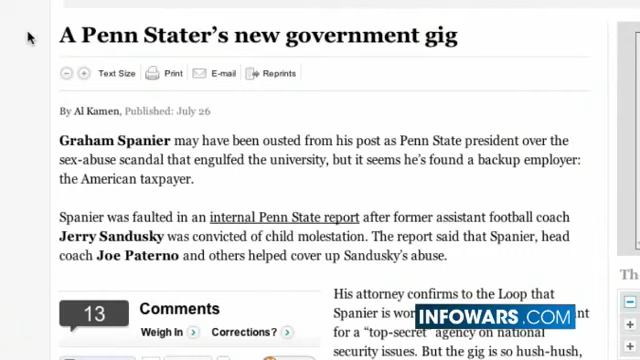 A Penn Stater’s new government gig
Text Size Print E-mail Reprints
By Al Kamen, Published: July 26
Graham Spanier may have been ousted from his post as Penn State president over the
sex-abuse scandal that engulfed the university, but it seems he’s found a backup employer:
the American taxpayer.
Spanier was faulted in an internal Penn State report after former assistant football coach
Jerry Sandusky was convicted of child molestation. The report said that Spanier, head
coach Joe Paterno and others helped cover up Sandusky’s abuse.
13
Comments
Weigh In Corrections?
His attorney confirms to the Loop that
Spanier is
for a “top-secret” agency on national
security issues. But the gig is so hush-hush,
INFOWARS.COM